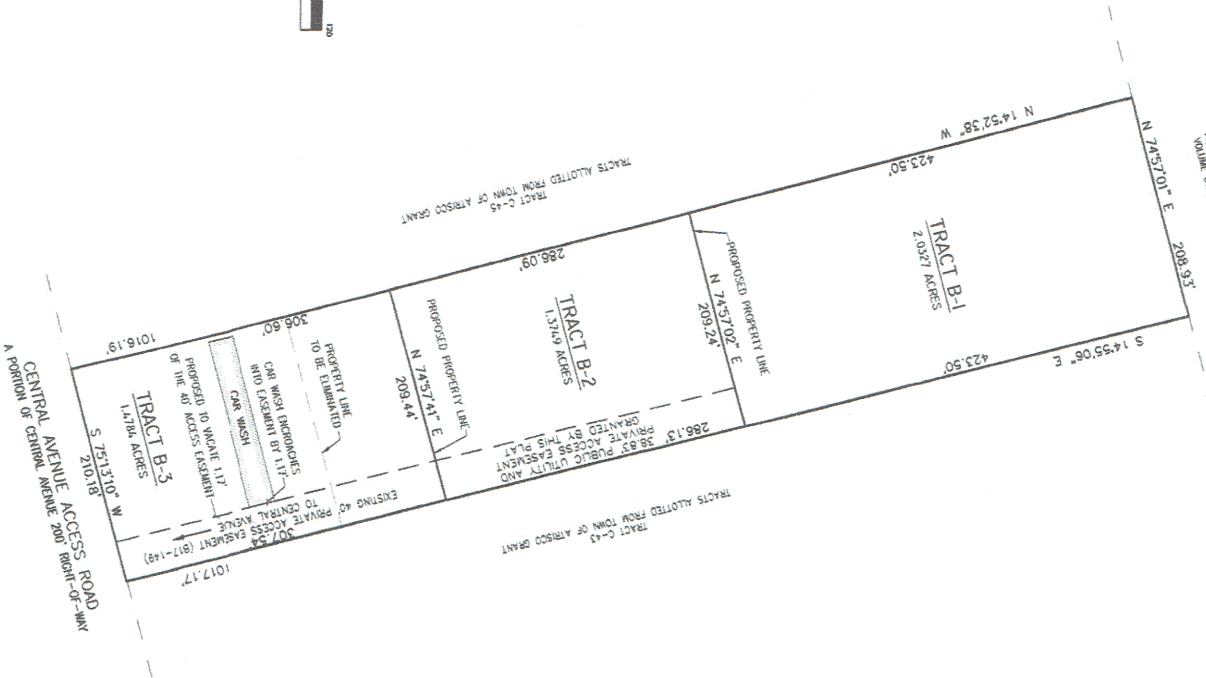 120
N 14°52'38" W
423.50'
N 74°57'01" E
208.93'
TRACTS ALLOTTED FROM TOWN OF ATRISCO GRANT
TRACT C-45
TRACT B-1
2.0327 ACRES
S 14°55'06" E
423.50'
PROPOSED PROPERTY LINE
N 74°57'02" E
209.24'
286.09'
TRACT B-2
1.3749 ACRES
PROPOSED PROPERTY LINE
N 74°57'41" E
209.44'
286.13'
38.83' PUBLIC UTILITY AND
PRIVATE ACCESS EASEMENT
GRANTED BY THIS PLAT
306.60'
1016.19'
PROPERTY LINE
TO BE ELIMINATED
CAR WASH ENCROACHES
INTO EASEMENT BY 1.17'
CAR WASH
PROPOSED TO VACATE 1.17'
OF THE 40' ACCESS EASEMENT
TRACT B-3
1.4784 ACRES
EXISTING 40' PRIVATE ACCESS EASEMENT (B17-149)
TO CENTRAL AVENUE
307.54'
1017.17'
S 75°13'10" W
210.18'
TRACT C-43
TRACTS ALLOTTED FROM TOWN OF ATRISCO GRANT
CENTRAL AVENUE ACCESS ROAD
A PORTION OF CENTRAL AVENUE 200' RIGHT-OF-WAY
VOLUME